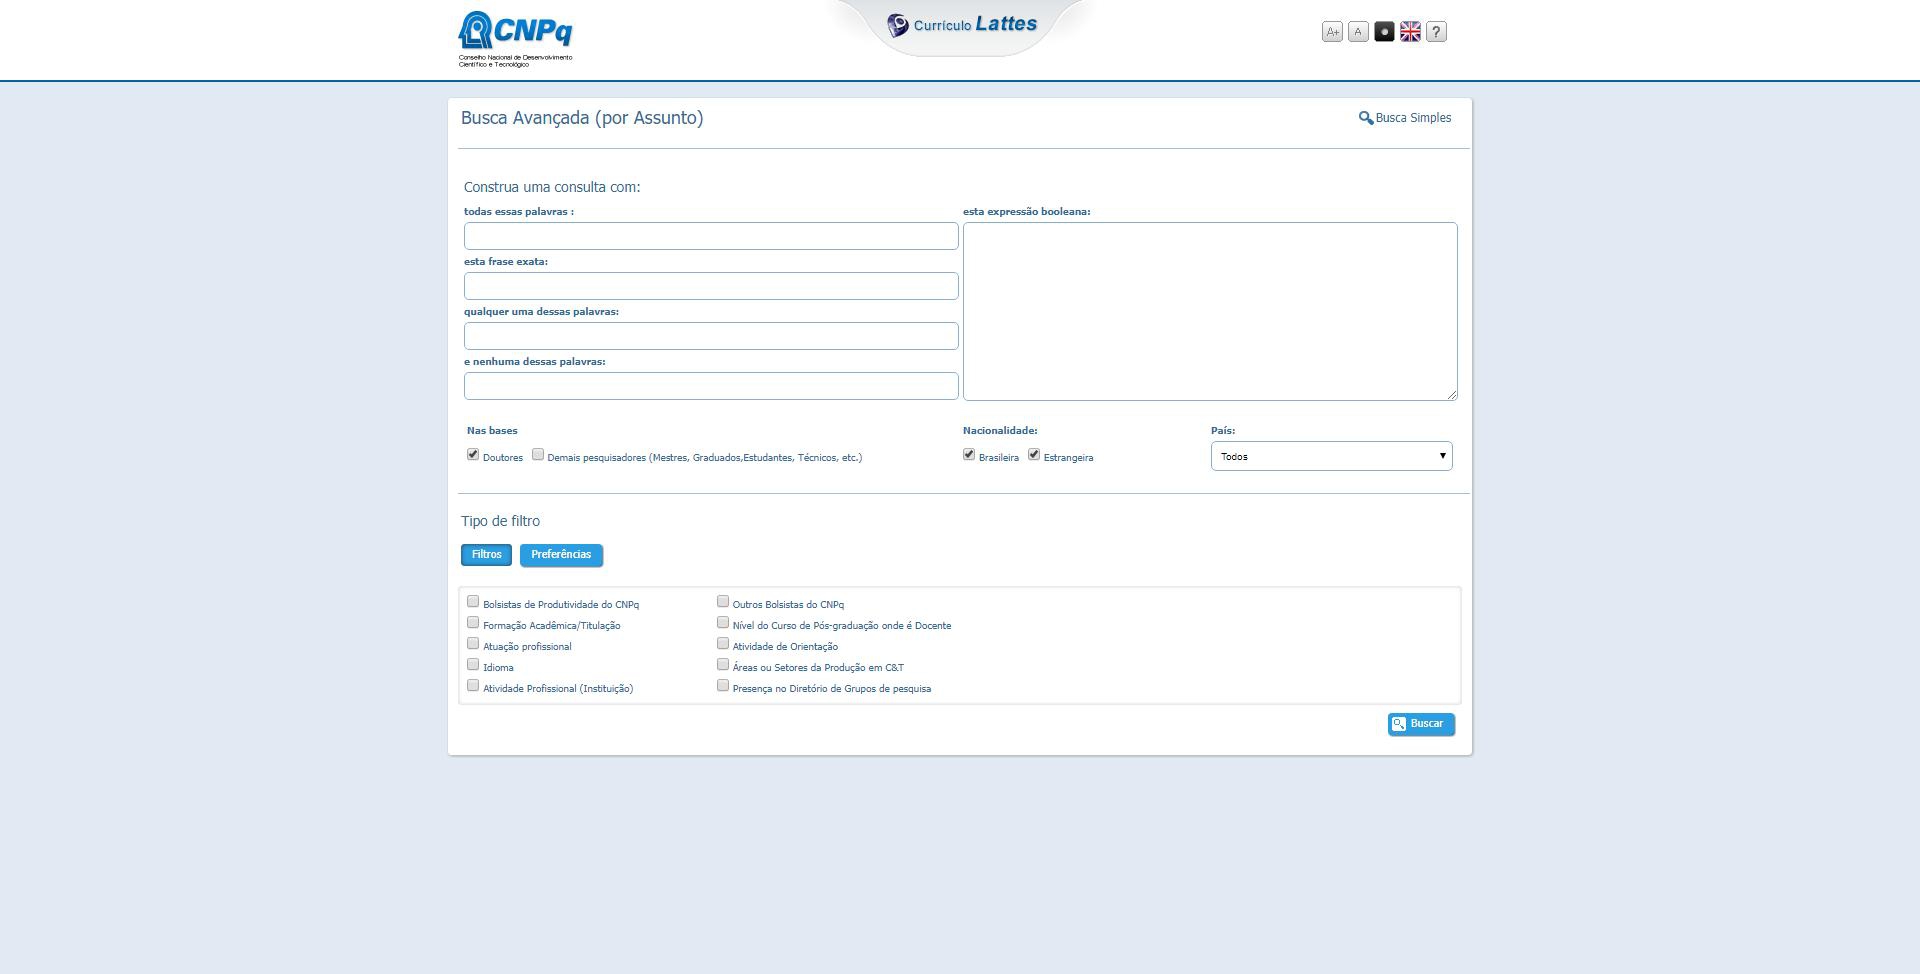 CNPq
Conselho Nacional de Desenvolvimento
Científico e Tecnológico
Currículo Lattes
A+ A ?
Busca Avançada (por Assunto)
Busca Simples
Construa uma consulta com:
todas essas palavras :
esta expressão booleana:
esta frase exata:
qualquer uma dessas palavras:
e nenhuma dessas palavras:
Nas bases
Nacionalidade:
País:
Doutores Demais pesquisadores (Mestres, Graduados,Estudantes, Técnicos, etc.)
Brasileira Estrangeira
Todos
Tipo de filtro
Filtros Preferências
Bolsistas de Produtividade do CNPq
Outros Bolsistas do CNPq
Formação Acadêmica/Titulação
Nível do Curso de Pós-graduação onde é Docente
Atuação profissional
Atividade de Orientação
Idioma
Áreas ou Setores da Produção em C&T
Atividade Profissional (Instituição)
Presença no Diretório de Grupos de pesquisa
Buscar